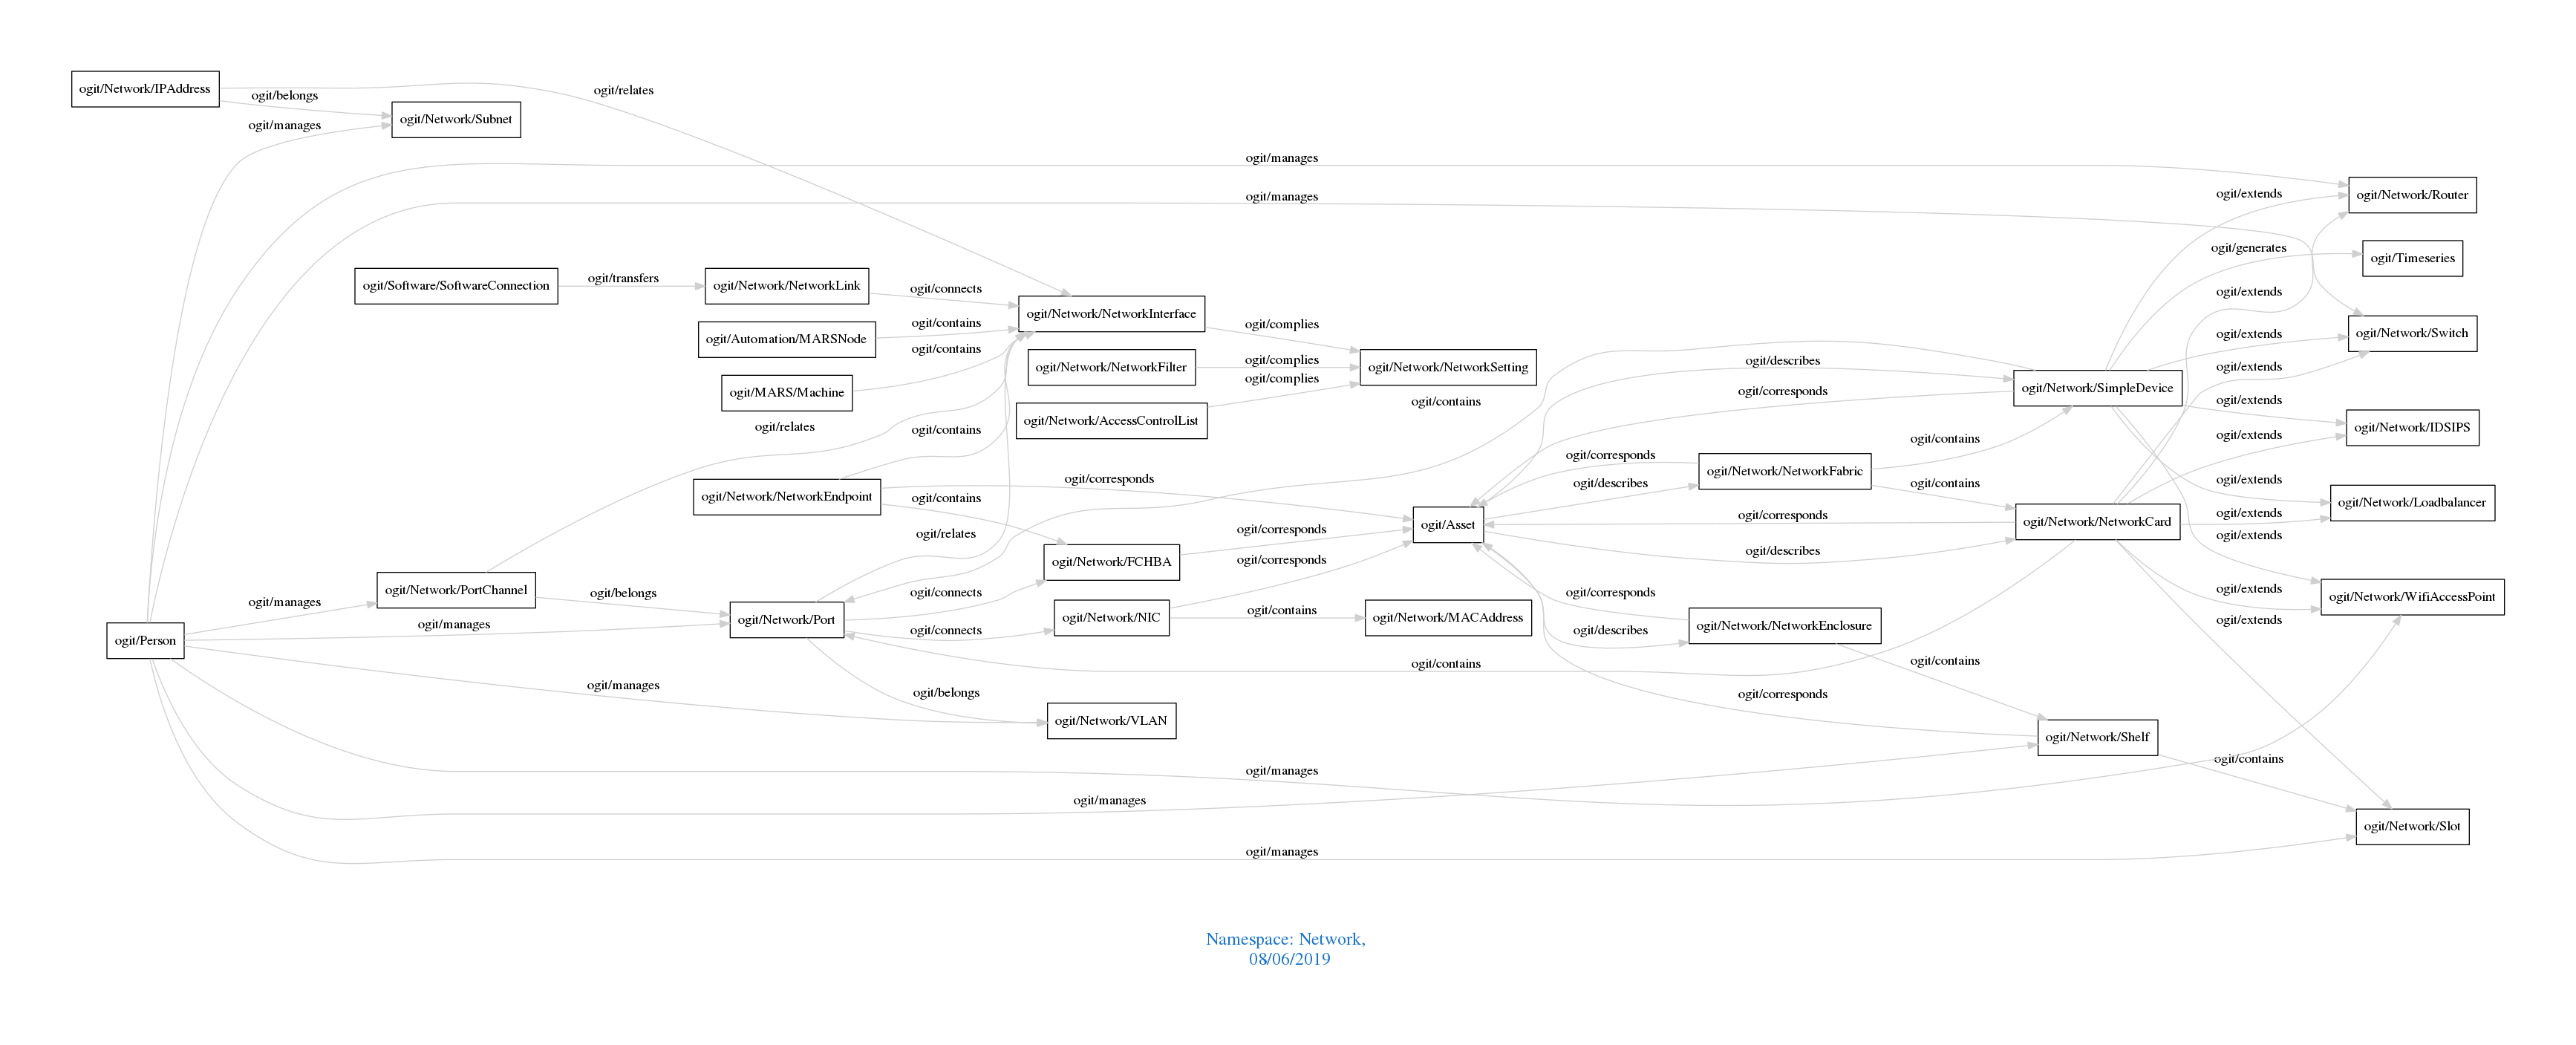 ogit/Network/IPAddress
ogit/relates
ogit/belongs
ogit/Network/Subnet
ogit/manages
ogit/manages
ogit/manages
ogit/extends
ogit/Network/Router
ogit/generates
ogit/Timeseries
ogit/Software/SoftwareConnection
ogit/transfers
ogit/Network/NetworkLink
ogit/connects
ogit/extends
ogit/Network/NetworkInterface
ogit/Automation/MARSNode
ogit/contains
ogit/complies
ogit/extends
ogit/Network/Switch
ogit/contains
ogit/Network/NetworkFilter
ogit/complies
ogit/Network/NetworkSetting
ogit/describes
ogit/extends
ogit/MARS/Machine
ogit/complies
ogit/corresponds
ogit/Network/SimpleDevice
ogit/contains
ogit/extends
ogit/relates
ogit/contains
ogit/Network/AccessControlList
ogit/Network/IDSIPS
ogit/contains
ogit/extends
ogit/corresponds
ogit/corresponds
ogit/Network/NetworkFabric
ogit/extends
ogit/Network/NetworkEndpoint
ogit/contains
ogit/describes
ogit/contains
ogit/Network/Loadbalancer
ogit/relates
ogit/corresponds
ogit/Asset
ogit/corresponds
ogit/Network/NetworkCard
ogit/extends
ogit/extends
ogit/Network/FCHBA
ogit/corresponds
ogit/describes
ogit/Network/PortChannel
ogit/belongs
ogit/connects
ogit/corresponds
ogit/extends
ogit/Network/WifiAccessPoint
ogit/manages
ogit/Network/Port
ogit/Network/NIC
ogit/contains
ogit/Network/MACAddress
ogit/Network/NetworkEnclosure
ogit/extends
ogit/Person
ogit/manages
ogit/connects
ogit/describes
ogit/contains
ogit/contains
ogit/manages
ogit/belongs
ogit/corresponds
ogit/Network/VLAN
ogit/Network/Shelf
ogit/contains
ogit/manages
ogit/manages
ogit/Network/Slot
ogit/manages
Namespace: Network,
08/06/2019